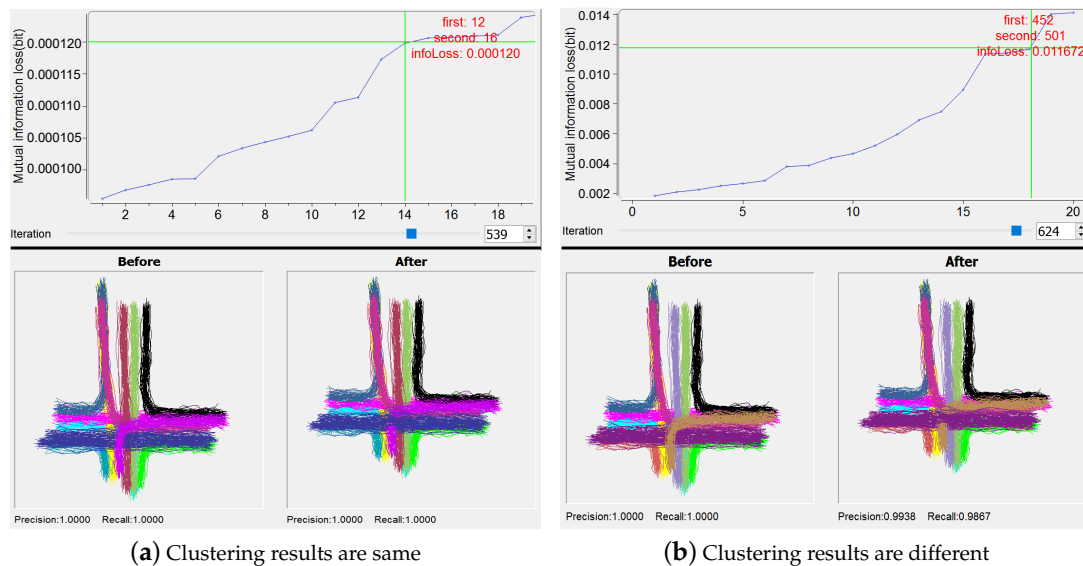 Mutual information loss(bit)
0.000120
0.000115
0.000110
0.000105
0.000100
first: 12
second: 16
infoLoss: 0.000120
2 4 6 8 10 12 14 16 18
Iteration
539
Before After
Precision:1.0000 Recall:1.0000 Precision:1.0000 Recall:1.0000
(a) Clustering results are same
Mutual information loss(bit)
0.014
0.012
0.010
0.008
0.006
0.004
0.002
first: 452
second: 501
infoLoss: 0.011672
0 5 10 15 20
Iteration
624
Before After
Precision:1.0000 Recall:1.0000 Precision:0.9938 Recall:0.9867
(b) Clustering results are different